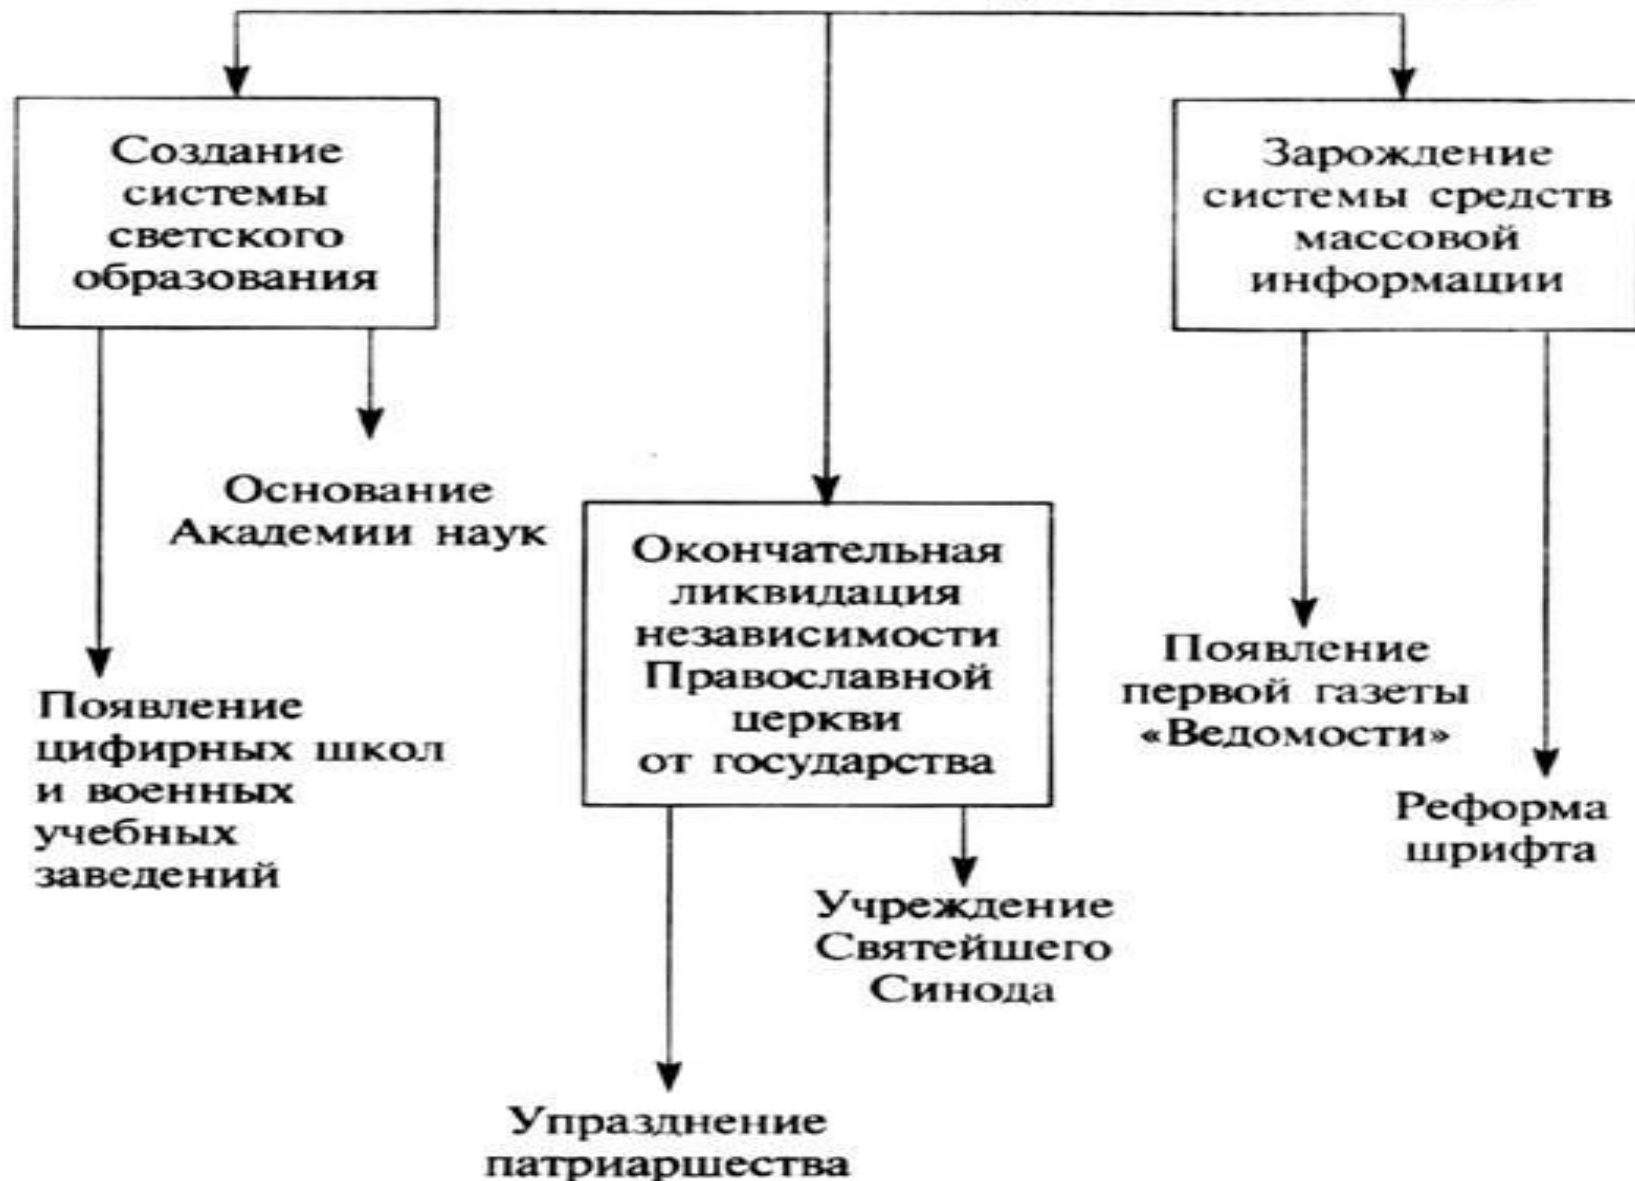 Создание
системы
светского
образования
Зарождение
системы средств
массовой
информации
Основание
Академии наук
Появление
цифирных школ
и военных
учебных
заведений
Окончательная
ликвидация
независимости
Православной
церкви
от государства
Появление
первой газеты
«Ведомости»
Реформа
шрифта
Учреждение
Святейшего
Синода
Упразднение
патриаршества